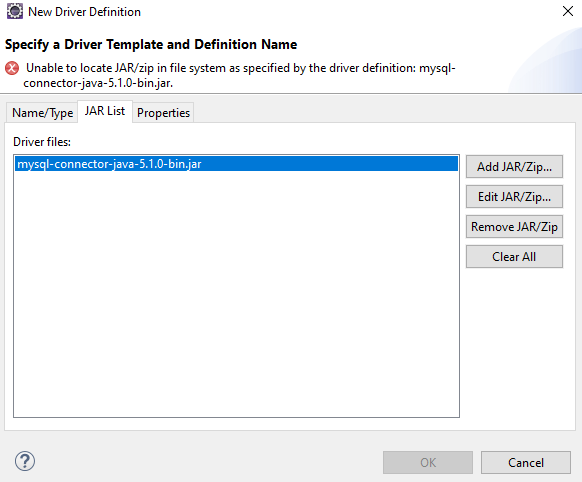 New Driver Definition
Specify a Driver Template and Definition Name
Unable to locate JAR/zip in file system as specified by the driver definition: mysql-
connector-java-5.1.0-bin.jar.
Name/Type JAR List Properties
Driver files:
mysql-connector-java-5.1.0-bin.jar
Add JAR/Zip...
Edit JAR/Zip...
Remove JAR/Zip
Clear All
?
OK
Cancel